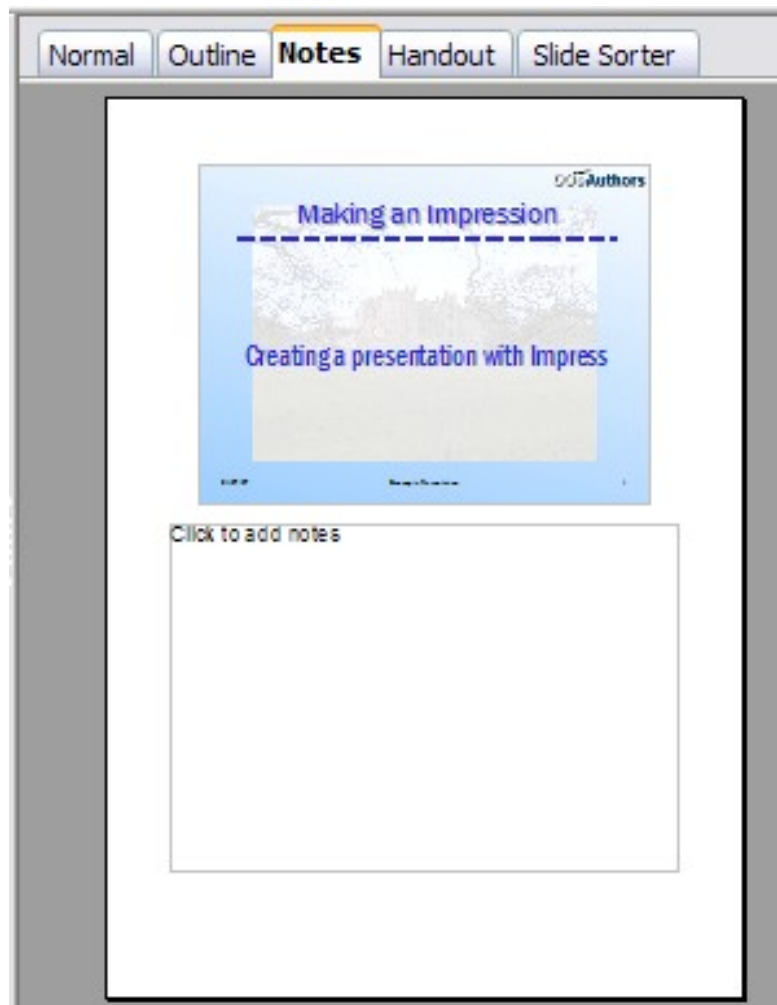 Normal Outline Notes Handout Slide Sorter
Authors
Making an Impression
Creating a presentation with Impress
Click to add notes